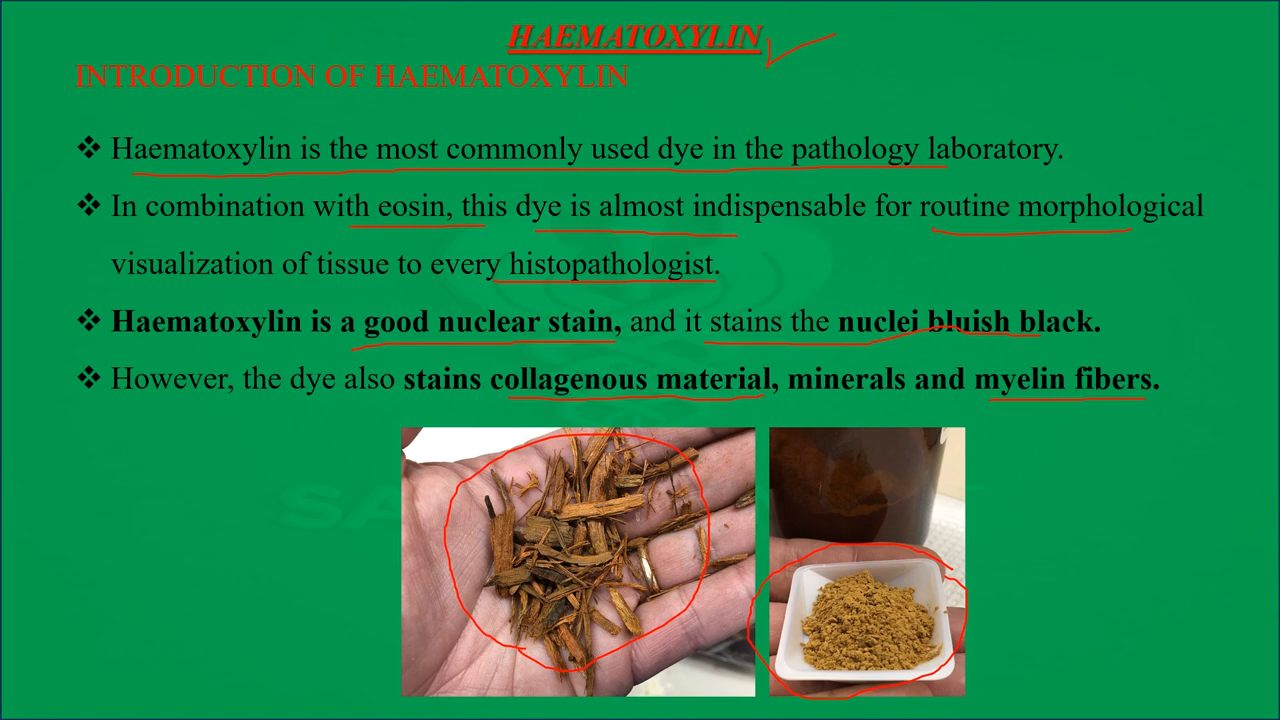 HAEMATOXYLIN
INTRODUCTION OF HAEMATOXYLIN
❖ Haematoxylin is the most commonly used dye in the pathology laboratory.
❖ In combination with eosin, this dye is almost indispensable for routine morphological
visualization of tissue to every histopathologist.
❖ Haematoxylin is a good nuclear stain, and it stains the nuclei bluish black.
❖ However, the dye also stains collagenous material, minerals and myelin fibers.